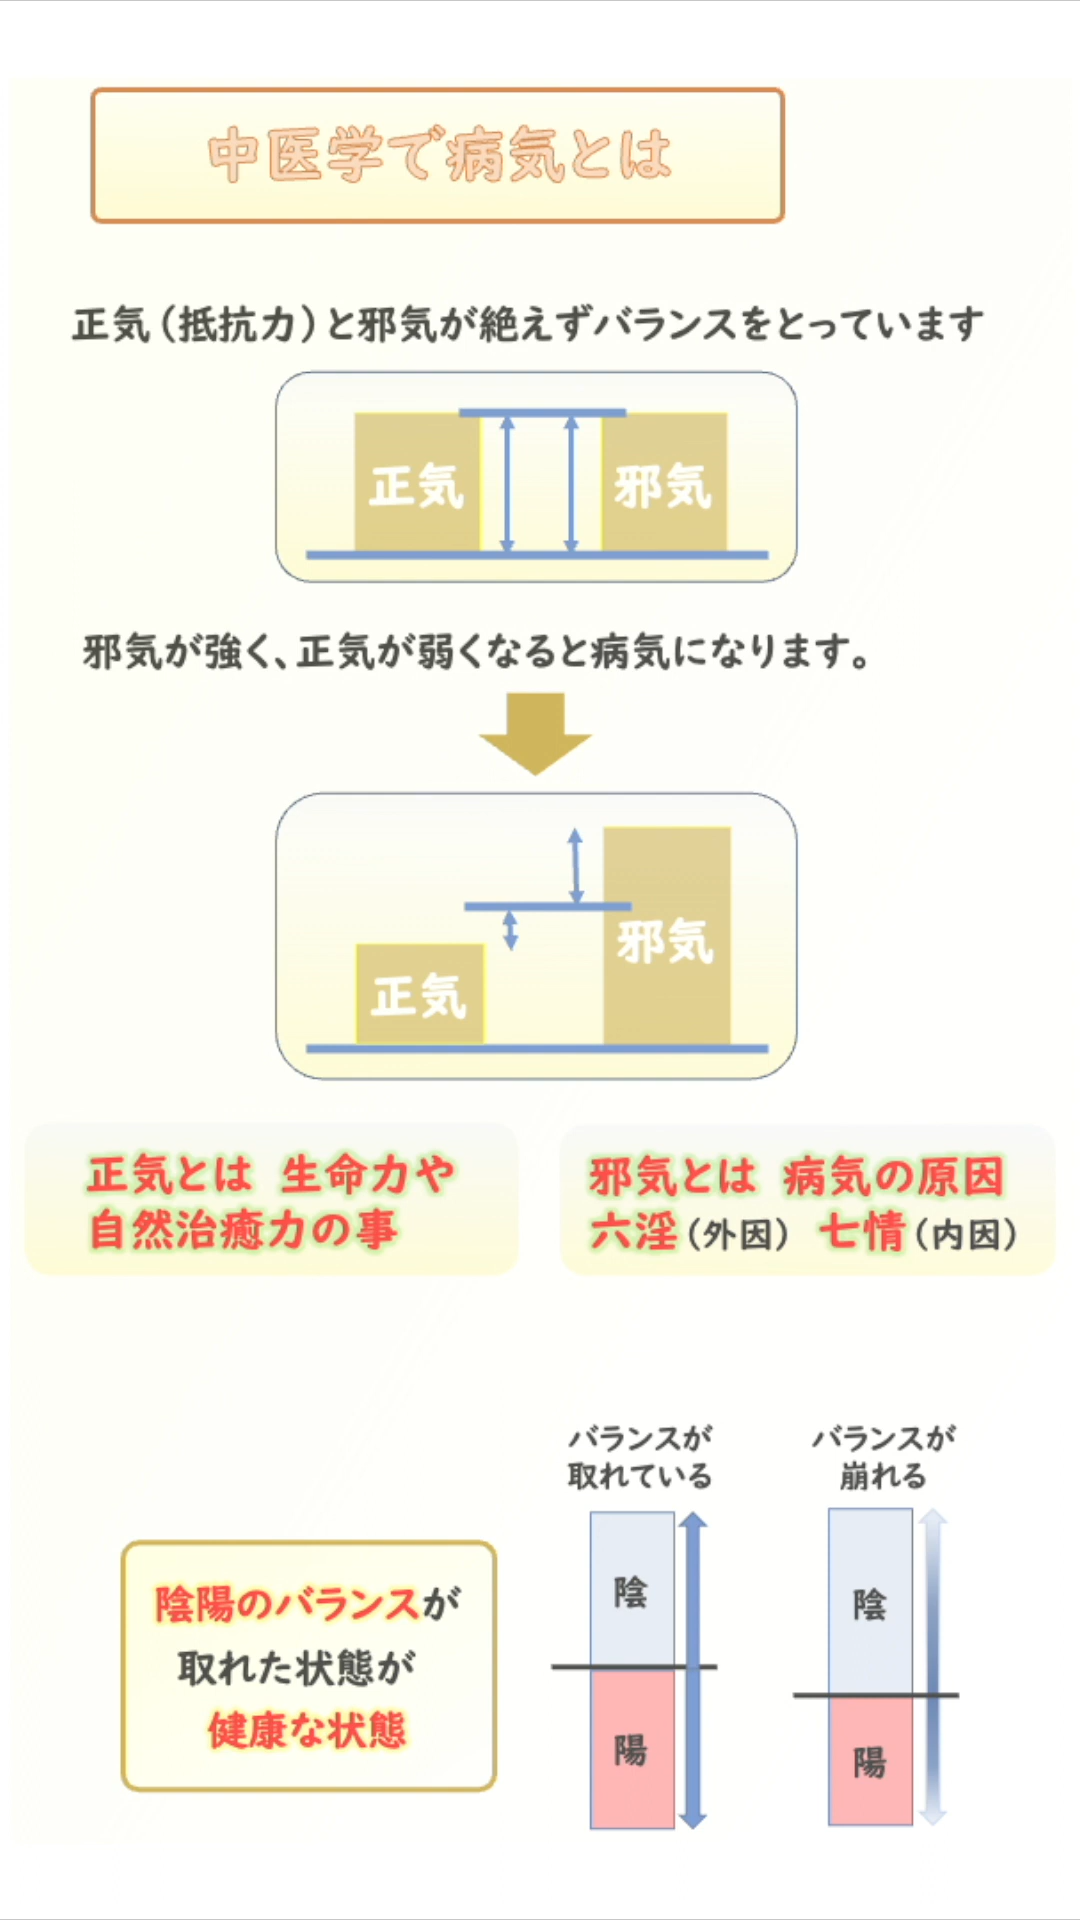 中医学で病気とは
正気（抵抗力）と邪気が絶えずバランスをとっています
正気
邪気
邪気が強く、正気が弱くなると病気になります。
邪気
正気
正気とは 生命力や
自然治癒力の事
邪気とは 病気の原因
六淫（外因） 七情（内因）
バランスが
取れている
バランスが
崩れる
陰陽のバランスが
取れた状態が
健康な状態
陰
陽
陰
陽